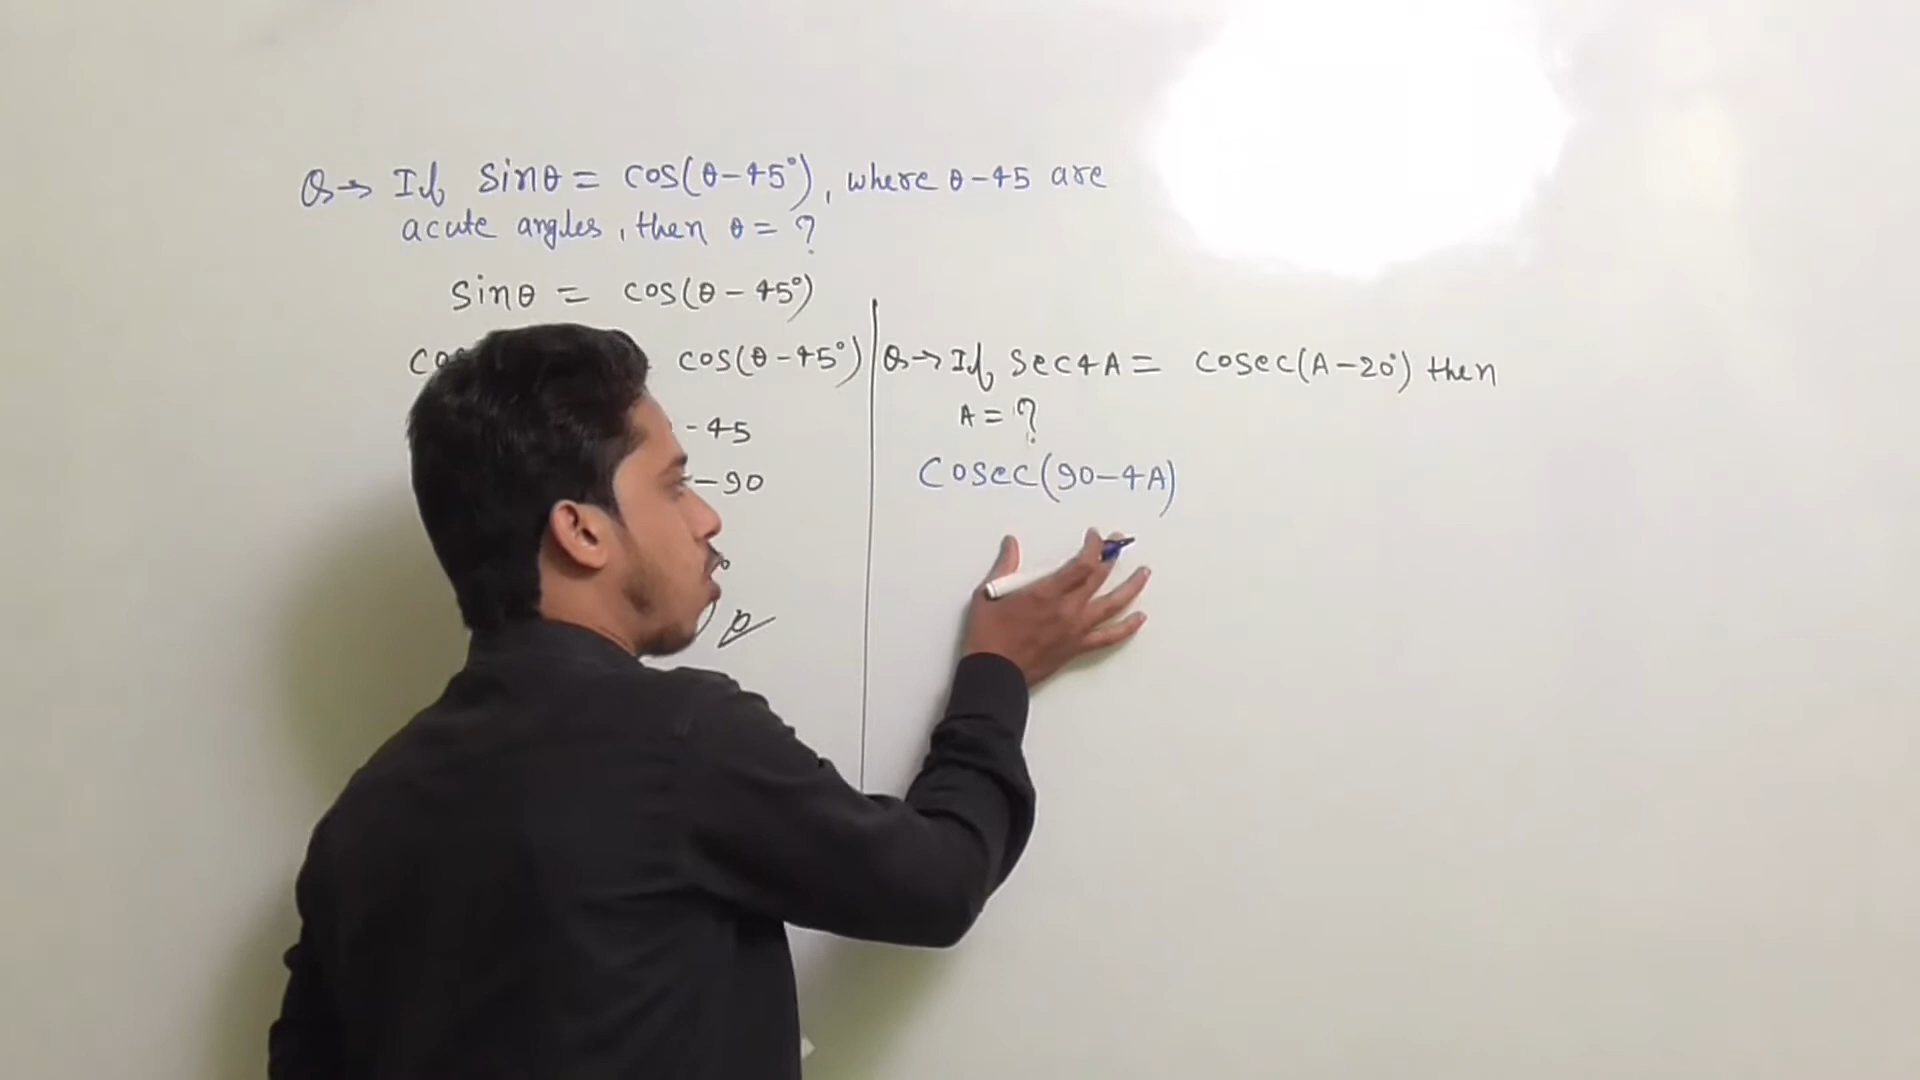 Q→ If sinθ = cos(θ-45°), where θ-45 are
acute angles, then θ = ?
sinθ = cos(θ-45°)
cos(θ-45°)
-45
-90
Q→ If sec4A = cosec(A-20°) then
A = ?
Cosec(90-4A)